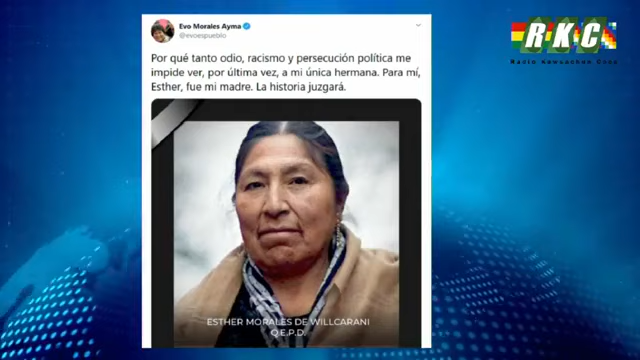 Evo Morales Ayma
@evoespueblo
Por qué tanto odio, racismo y persecución política me
impide ver, por última vez, a mi única hermana. Para mí,
Esther, fue mi madre. La historia juzgará.
ESTHER MORALES DE WILLCARANI
Q.E.P.D.
RKC
Radio Kawsachun Coca